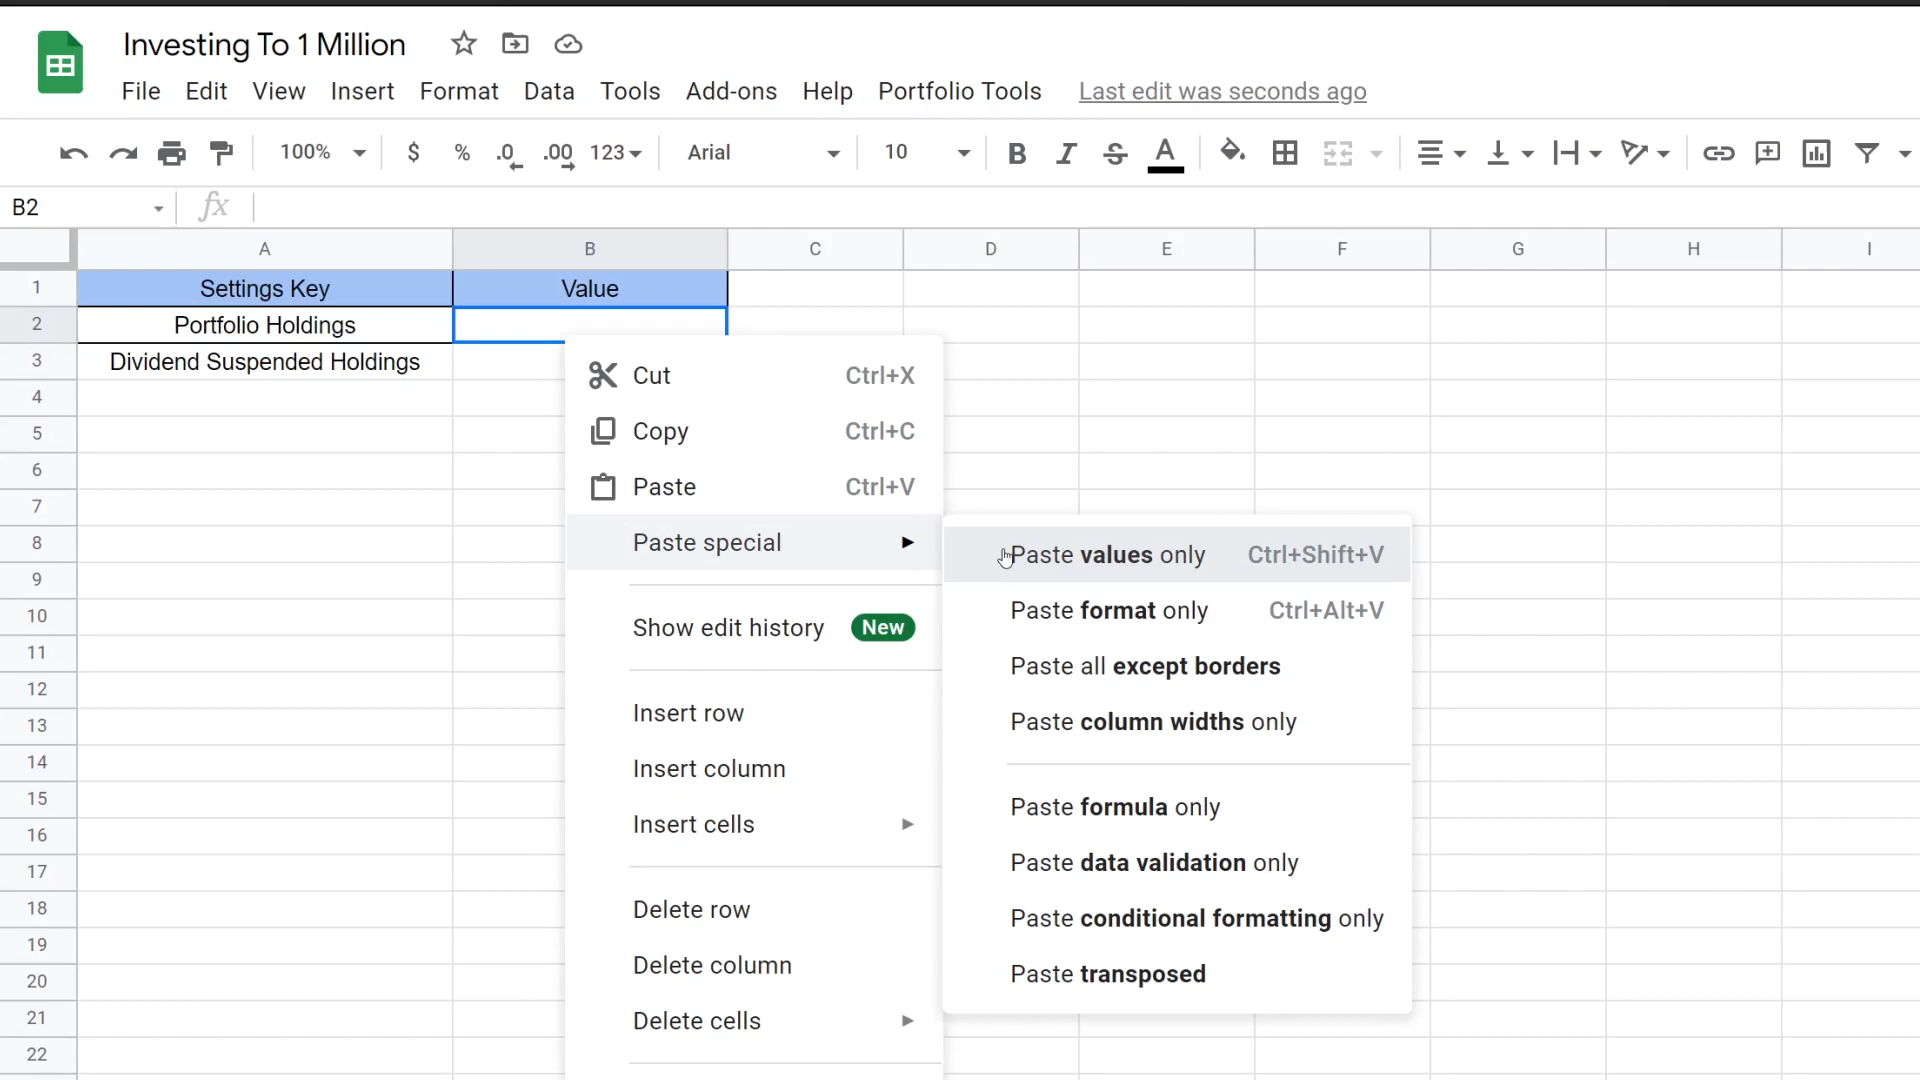 Investing To 1 Million
File Edit View Insert Format Data Tools Add-ons Help Portfolio Tools Last edit was seconds ago
100% $ % .0 .00 123 Arial 10 B I S A
B2 fx
A B C D E F G H I
1 Settings Key Value
2 Portfolio Holdings
3 Dividend Suspended Holdings
4
5
6
7
8
9
10
11
12
13
14
15
16
17
18
19
20
21
22
Cut Ctrl+X
Copy Ctrl+C
Paste Ctrl+V
Paste special
Show edit history New
Insert row
Insert column
Insert cells
Delete row
Delete column
Delete cells
Paste values only Ctrl+Shift+V
Paste format only Ctrl+Alt+V
Paste all except borders
Paste column widths only
Paste formula only
Paste data validation only
Paste conditional formatting only
Paste transposed